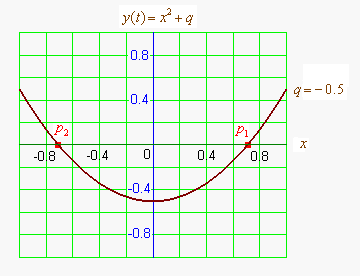 y(t) = x² + q
0.8
q = -0.5
0.4
p₂ p₁
x
-0.8 -0.4 0 0.4 0.8
-0.4
-0.8